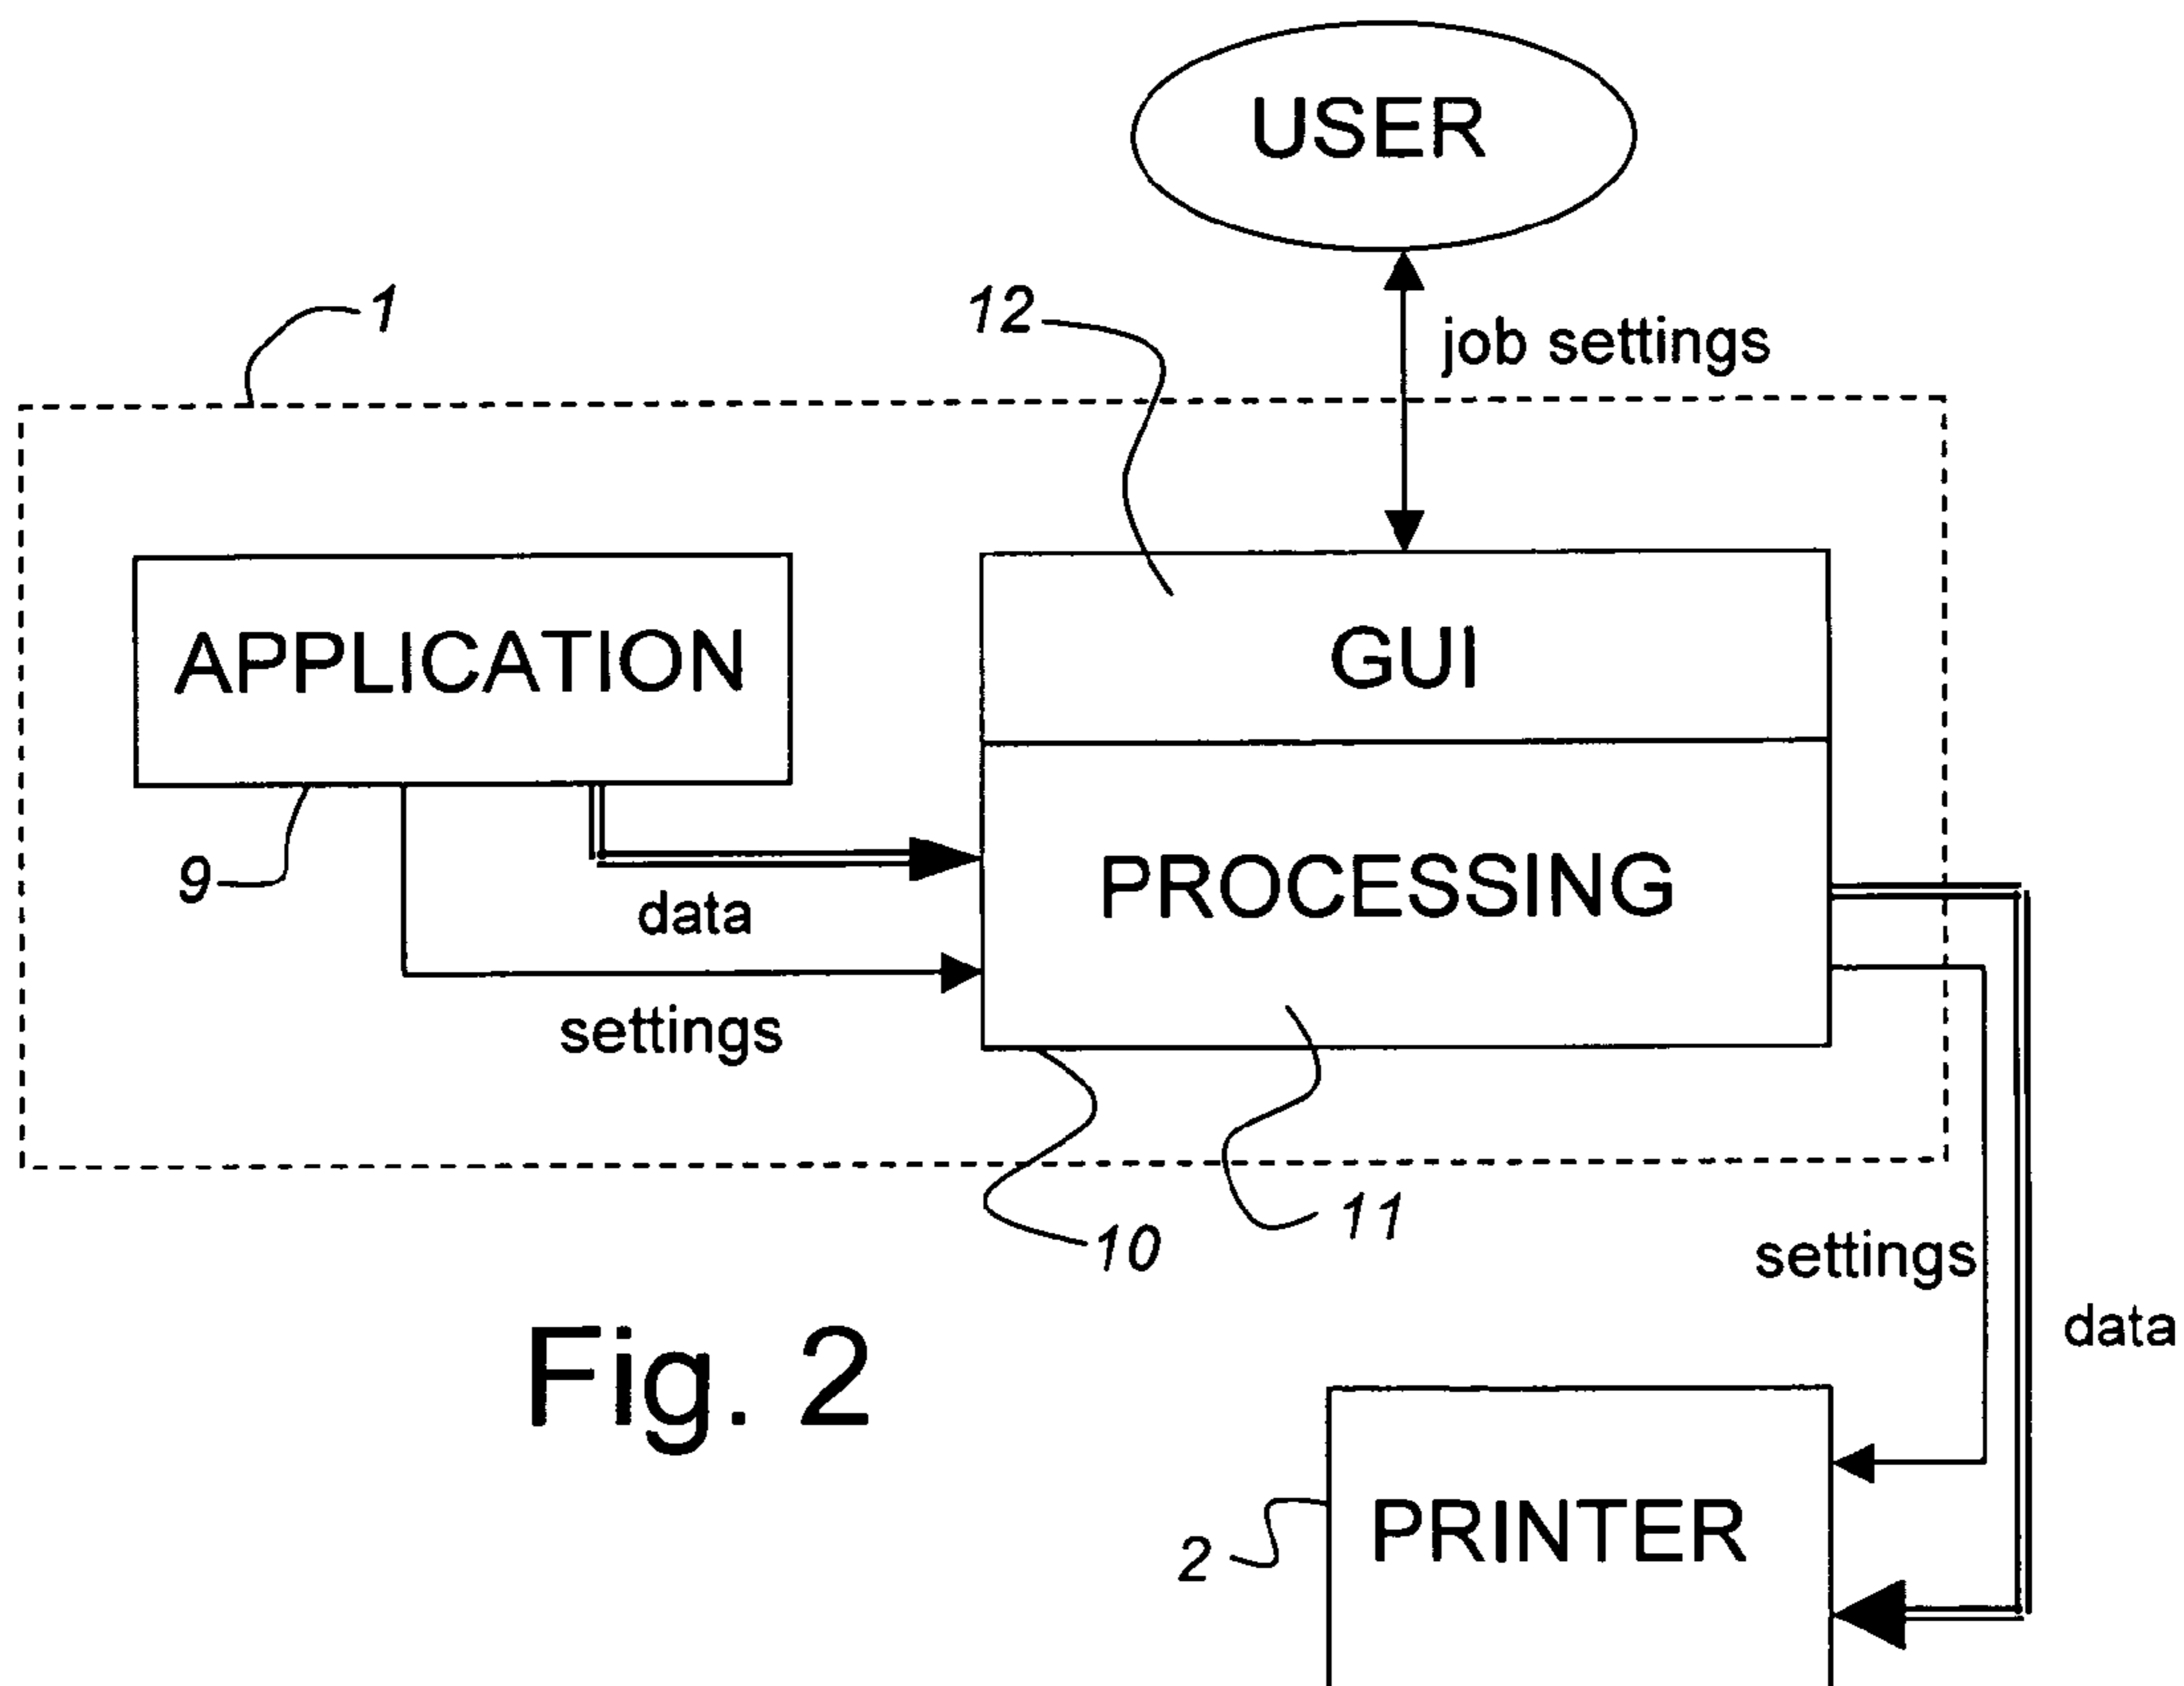 USER
1
12
job settings
APPLICATION
GUI
PROCESSING
9
data
settings
10
11
settings
data
Fig. 2
PRINTER
2